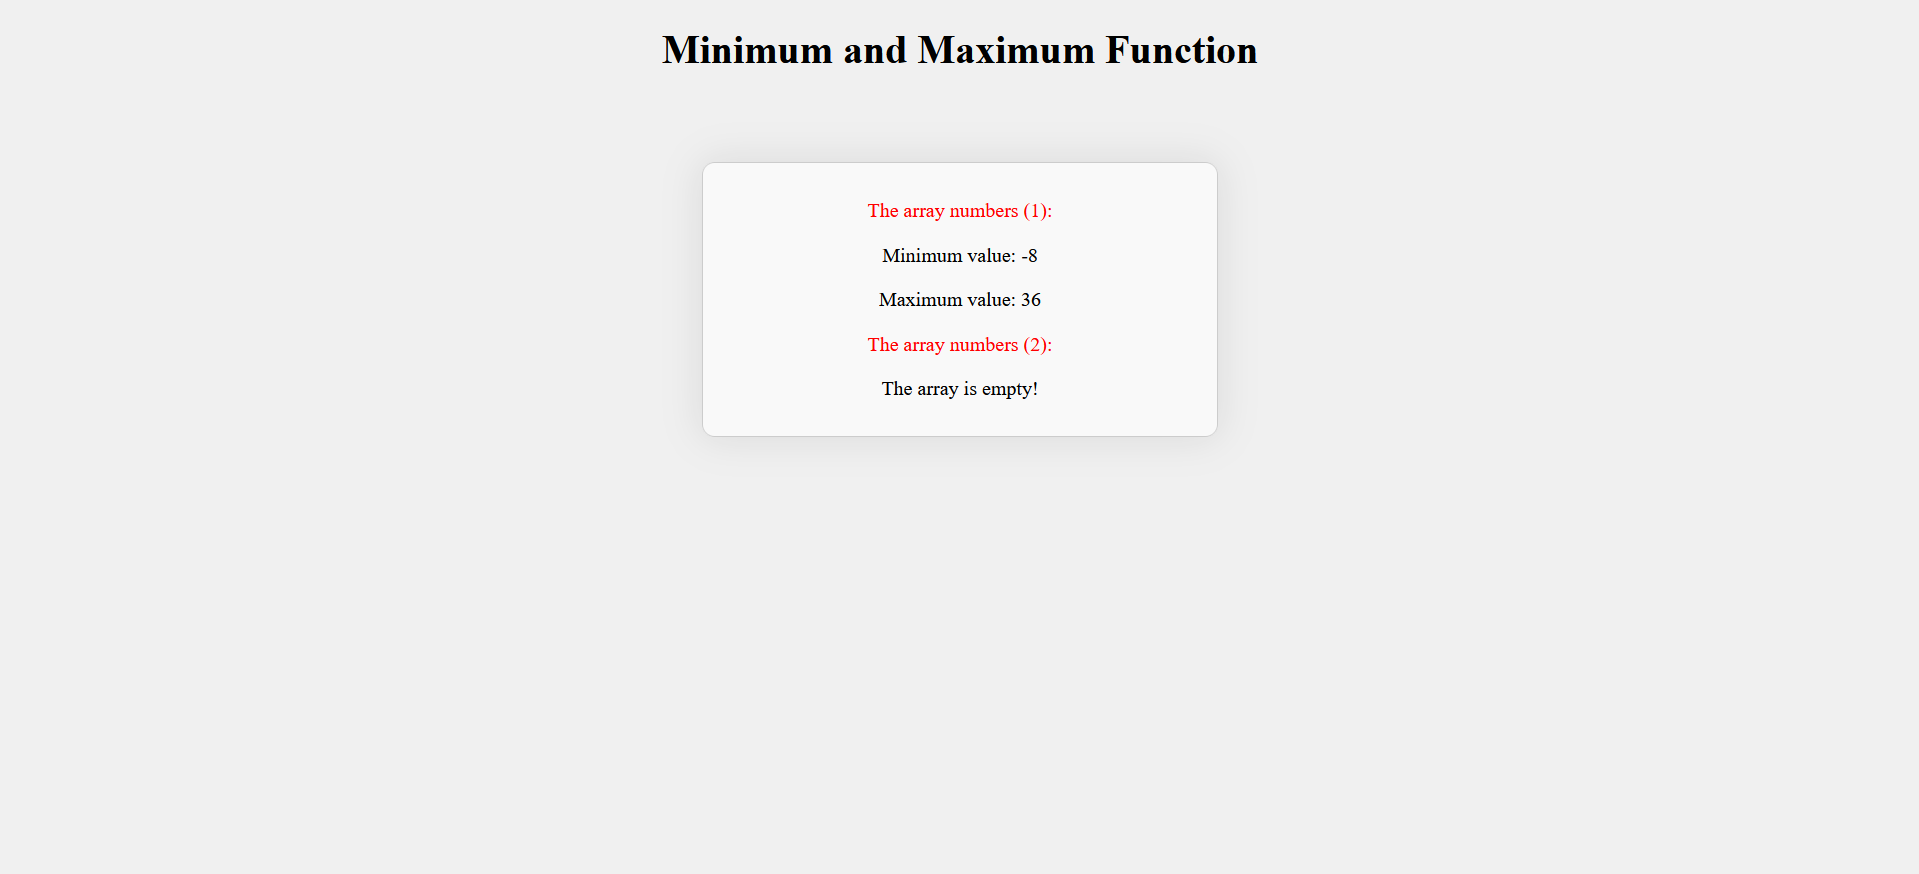 Minimum and Maximum Function
The array numbers (1):
Minimum value: -8
Maximum value: 36
The array numbers (2):
The array is empty!